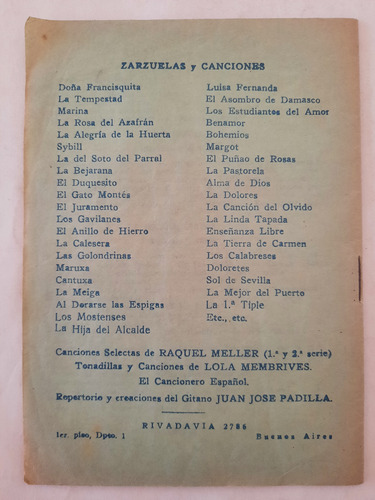 ZARZUELAS y CANCIONES
Doña Francisquita
La Tempestad
Marina
La Rosa del Azafrán
La Alegría de la Huerta
Sybill
La del Soto del Parral
La Bejarana
El Duquesito
El Gato Montés
El Juramento
Los Gavilanes
El Anillo de Hierro
La Calesera
Las Golondrinas
Maruxa
Cantuxa
La Meiga
Al Dorarse las Espigas
Los Mostenses
La Hija del Alcalde
Luisa Fernanda
El Asombro de Damasco
Los Estudiantes del Amor
Benamor
Bohemios
Margot
El Puñao de Rosas
La Pastorela
Alma de Dios
La Dolores
La Canción del Olvido
La Linda Tapada
Enseñanza Libre
La Tierra de Carmen
Los Calabreses
Doloretes
Sol de Sevilla
La Mejor del Puerto
La 1.ª Tiple
Etc., etc.
Canciones Selectas de RAQUEL MELLER (1.ª y 2.ª serie)
Tonadillas y Canciones de LOLA MEMBRIVES.
El Cancionero Español.
Repertorio y creaciones del Gitano JUAN JOSE PADILLA.
RIVADAVIA 2786
1er. piso, Dpto. 1 Buenos Aires